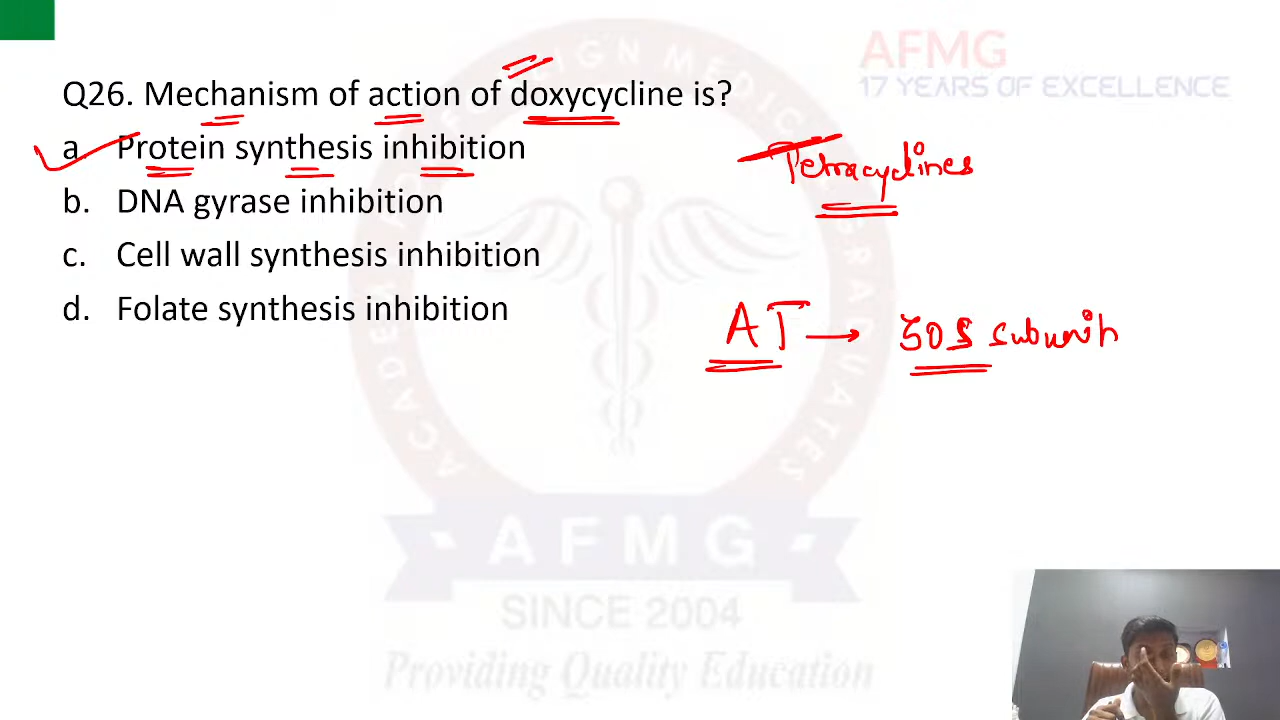 AFMG
17 YEARS OF EXCELLENCE
Q26. Mechanism of action of doxycycline is?
a. Protein synthesis inhibition
Tetracyclines
b. DNA gyrase inhibition
c. Cell wall synthesis inhibition
d. Folate synthesis inhibition
AT → 30S subunit
AFMG
SINCE 2004
Providing Quality Education